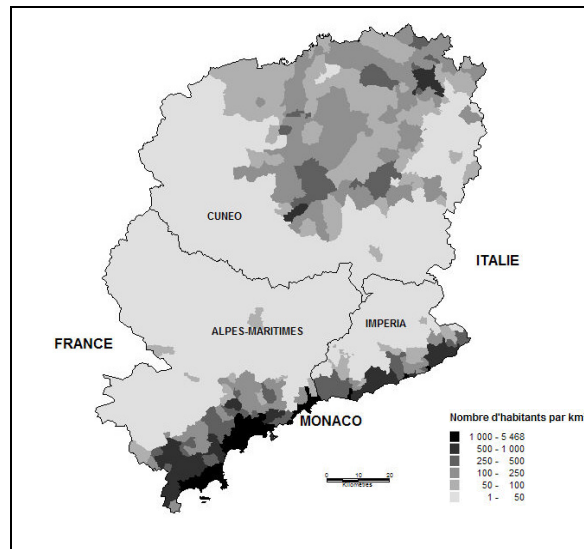 CUNEO
ITALIE
ALPES-MARITIMES
IMPERIA
FRANCE
MONACO
Nombre d'habitants par km
1 000 - 5 468
500 - 1 000
250 - 500
100 - 250
50 - 100
1 - 50
0 10 20
Kilomètres